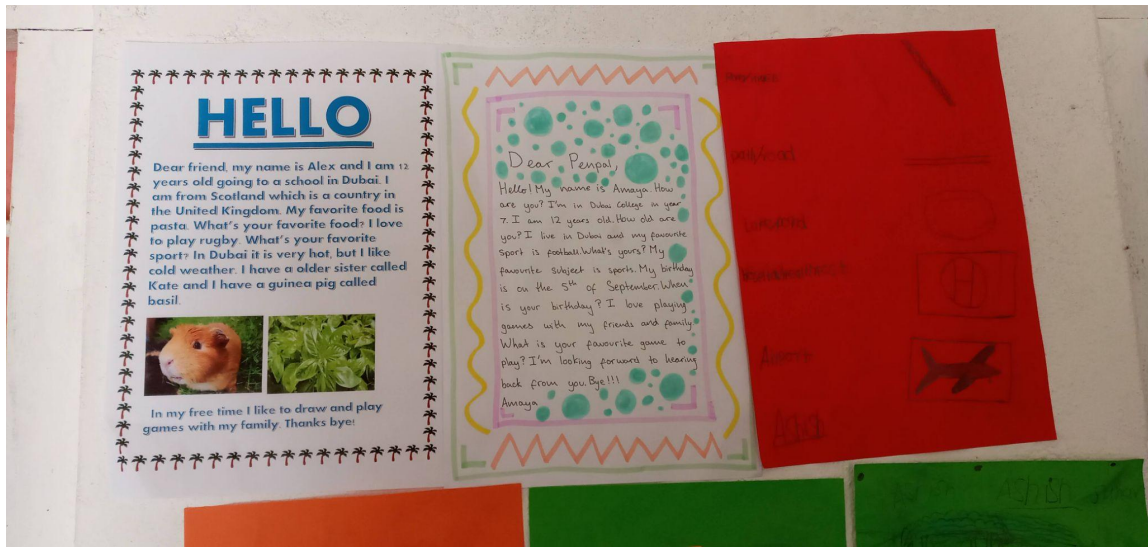 HELLO
Dear friend, my name is Alex and I am 12
years old going to a school in Dubai. I
am from Scotland which is a country in
the United Kingdom. My favorite food is
pasta. What's your favorite food? I love
to play rugby. What's your favorite
sport? In Dubai it is very hot, but I like
cold weather. I have a older sister called
Kate and I have a guinea pig called
basil.
In my free time I like to draw and play
games with my family. Thanks bye!
Dear Penpal,
Hello! My name is Amaya. How
are you? I'm in Dubai College in year
7. I am 12 years old. How old are
you? I live in Dubai and my favourite
sport is football. What's yours? My
favourite subject is sports. My birthday
is on the 5th of September. When
is your birthday? I love playing
games with my friends and family.
What is your favourite game to
play? I'm looking forward to hearing
back from you. Bye!!!
Amaya
H
Airport
Ashish
Ashish